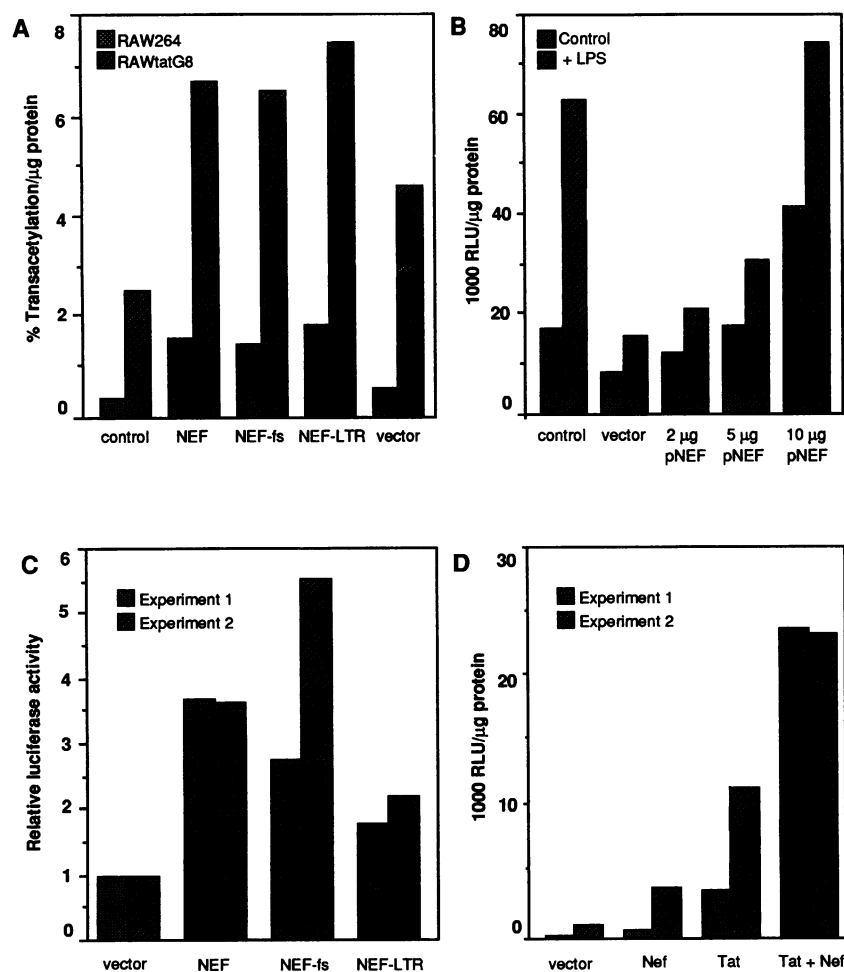 A
8
6
4
2
0
% Transacetylation/µg protein
RAW264
RAWtatG8
control NEF NEF-fs NEF-LTR vector
B
80
60
40
20
0
1000 RLU/µg protein
Control
+ LPS
control vector 2 µg 5 µg 10 µg
pNEF pNEF pNEF
C
6
5
4
3
2
1
0
Relative luciferase activity
Experiment 1
Experiment 2
vector NEF NEF-fs NEF-LTR
D
30
20
10
0
1000 RLU/µg protein
Experiment 1
Experiment 2
vector Nef Tat Tat + Nef